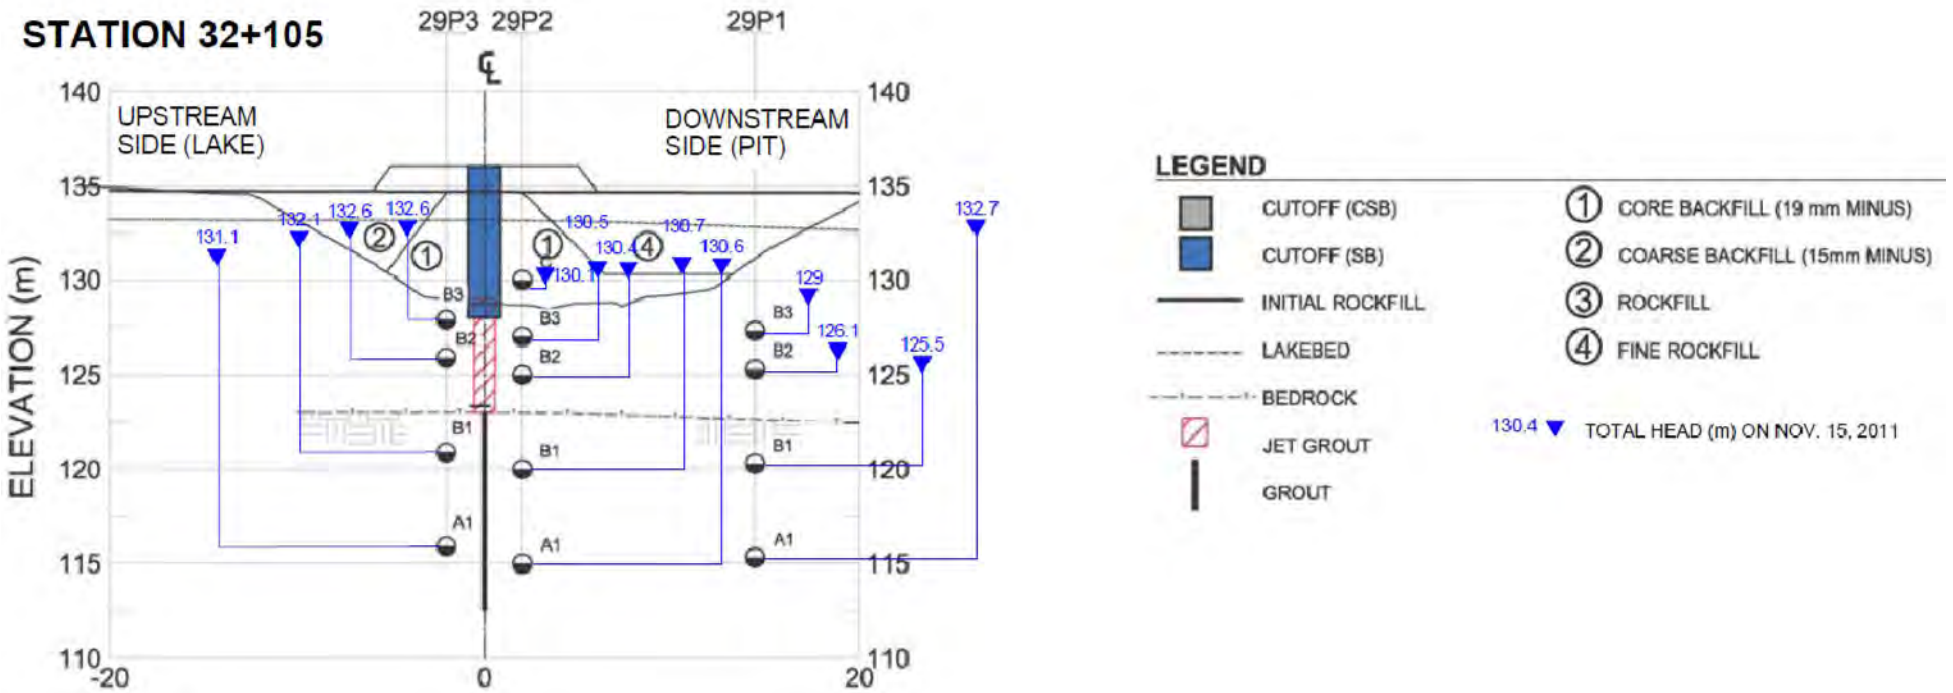 STATION 32+105
29P3 29P2 29P1
℄
140 140
UPSTREAM
SIDE (LAKE)
DOWNSTREAM
SIDE (PIT)
135 135
132.1 132.6 132.6 130.5 130.7 132.7
131.1 2 1 1 130.4 4 130.6
130 130.1 129
B3 B3 B3
126.1 125.5
B2 B2 B2
125 125
B1 B1 B1
120 120
A1 A1 A1
115 115
110 110
-20 0 20
ELEVATION (m)
LEGEND
CUTOFF (CSB)
CUTOFF (SB)
INITIAL ROCKFILL
LAKEBED
BEDROCK
JET GROUT
GROUT
1 CORE BACKFILL (19 mm MINUS)
2 COARSE BACKFILL (15mm MINUS)
3 ROCKFILL
4 FINE ROCKFILL
130.4 TOTAL HEAD (m) ON NOV. 15, 2011